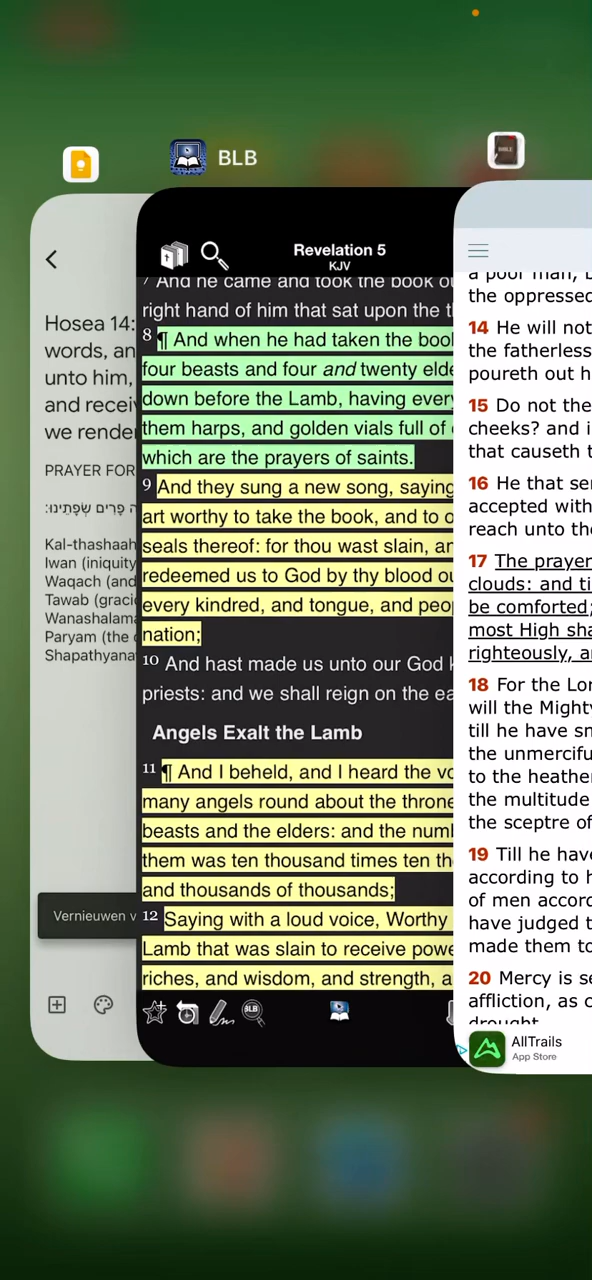 BLB
Hosea 14:
words, an
unto him,
and receiv
we rende
PRAYER FOR
ה פָרִים שְׂפָתֵינוּ׃
Kal-thashaah
Iwan (iniquity
Waqach (and
Tawab (graci
Wanashalama
Paryam (the
Shapathyana
Vernieuwen v
Revelation 5
KJV
7 And he came and took the book ou
right hand of him that sat upon the t
8 ¶ And when he had taken the book
four beasts and four and twenty elde
down before the Lamb, having every
them harps, and golden vials full of
which are the prayers of saints.
9 And they sung a new song, saying
art worthy to take the book, and to o
seals thereof: for thou wast slain, an
redeemed us to God by thy blood ou
every kindred, and tongue, and peop
nation;
10 And hast made us unto our God k
priests: and we shall reign on the ea
Angels Exalt the Lamb
11 ¶ And I beheld, and I heard the vo
many angels round about the throne
beasts and the elders: and the numb
them was ten thousand times ten th
and thousands of thousands;
12 Saying with a loud voice, Worthy
Lamb that was slain to receive powe
riches, and wisdom, and strength, a
BLB
BIBLE
a poor man, b
the oppressed
14 He will not
the fatherless
poureth out h
15 Do not the
cheeks? and i
that causeth t
16 He that ser
accepted with
reach unto the
17 The prayer
clouds: and ti
be comforted;
most High sha
righteously, an
18 For the Lor
will the Mighty
till he have sm
the unmerciful
to the heather
the multitude
the sceptre of
19 Till he have
according to h
of men accord
have judged t
made them to
20 Mercy is se
affliction, as c
drought
AllTrails
App Store